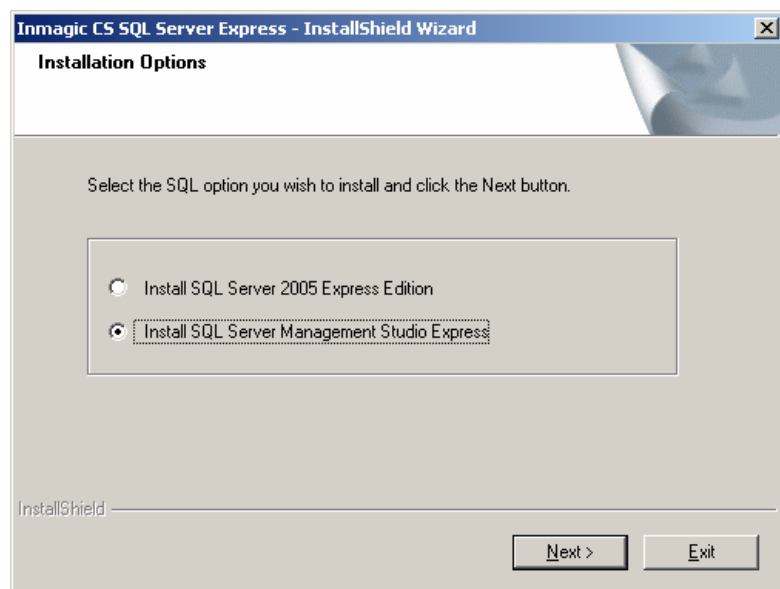 Inmagic CS SQL Server Express - InstallShield Wizard
Installation Options
Select the SQL option you wish to install and click the Next button.
Install SQL Server 2005 Express Edition
Install SQL Server Management Studio Express
InstallShield
Next >
Exit